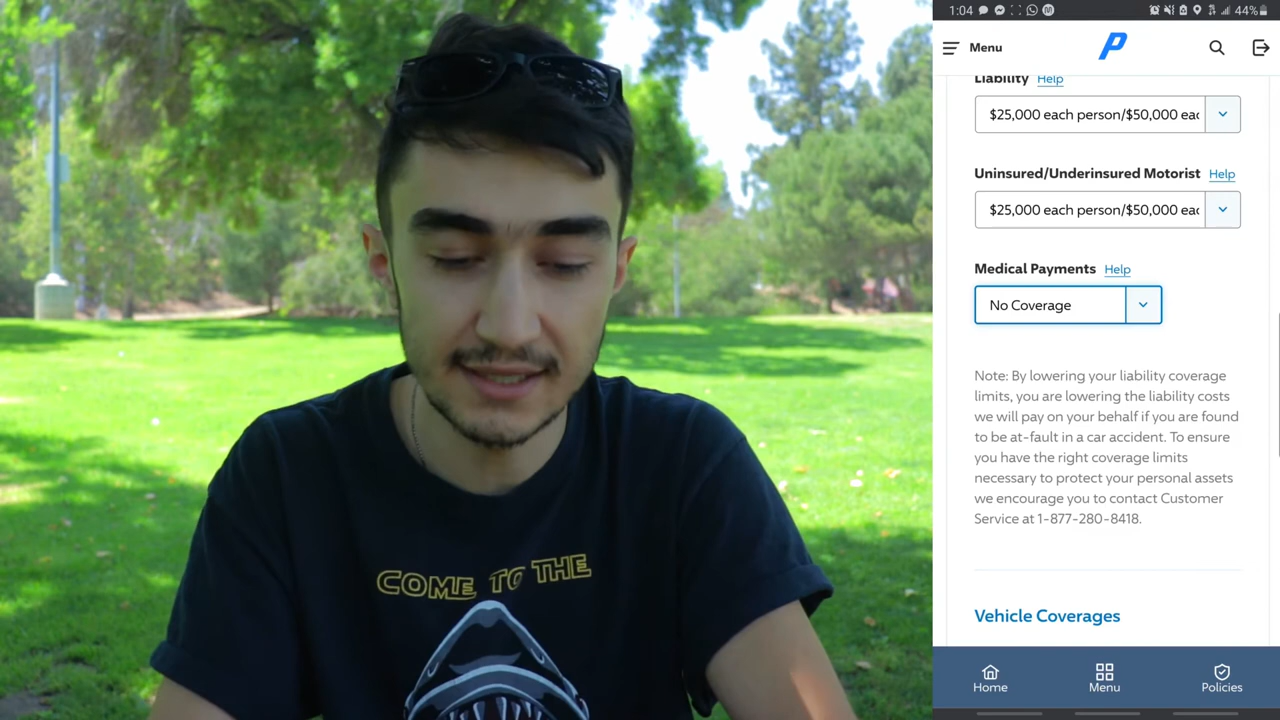 1:04
44%
Menu
P
Liability Help
$25,000 each person/$50,000 eac
Uninsured/Underinsured Motorist Help
$25,000 each person/$50,000 eac
Medical Payments Help
No Coverage
Note: By lowering your liability coverage
limits, you are lowering the liability costs
we will pay on your behalf if you are found
to be at-fault in a car accident. To ensure
you have the right coverage limits
necessary to protect your personal assets
we encourage you to contact Customer
Service at 1-877-280-8418.
Vehicle Coverages
Home
Menu
Policies
COME TO THE